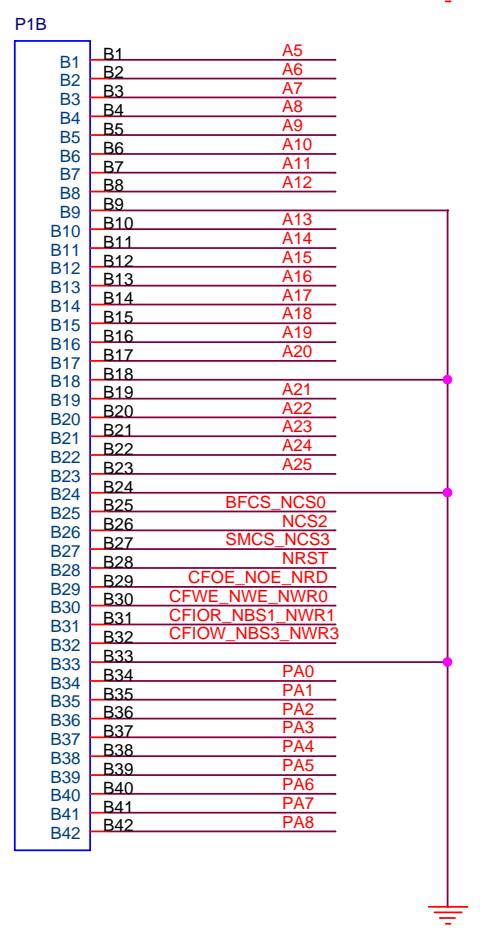 P1B
B1 B1 A5
B2 B2 A6
B3 B3 A7
B4 B4 A8
B5 B5 A9
B6 B6 A10
B7 B7 A11
B8 B8 A12
B9 B9
B10 B10 A13
B11 B11 A14
B12 B12 A15
B13 B13 A16
B14 B14 A17
B15 B15 A18
B16 B16 A19
B17 B17 A20
B18 B18
B19 B19 A21
B20 B20 A22
B21 B21 A23
B22 B22 A24
B23 B23 A25
B24 B24
B25 B25 BFCS_NCS0
B26 B26 NCS2
B27 B27 SMCS_NCS3
B28 B28 NRST
B29 B29 CFOE_NOE_NRD
B30 B30 CFWE_NWE_NWR0
B31 B31 CFIOR_NBS1_NWR1
B32 B32 CFIOW_NBS3_NWR3
B33 B33
B34 B34 PA0
B35 B35 PA1
B36 B36 PA2
B37 B37 PA3
B38 B38 PA4
B39 B39 PA5
B40 B40 PA6
B41 B41 PA7
B42 B42 PA8